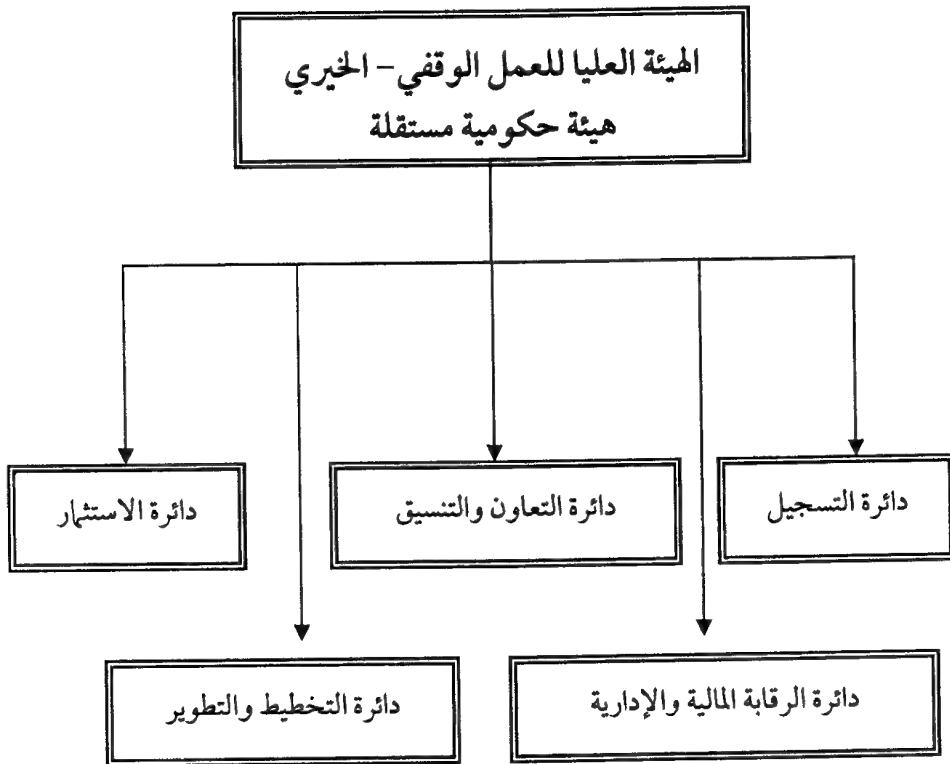 الهيئة العليا للعمل الوقفي – الخيري
هيئة حكومية مستقلة
دائرة التسجيل
دائرة التعاون والتنسيق
دائرة الاستثمار
دائرة الرقابة المالية والإدارية
دائرة التخطيط والتطوير